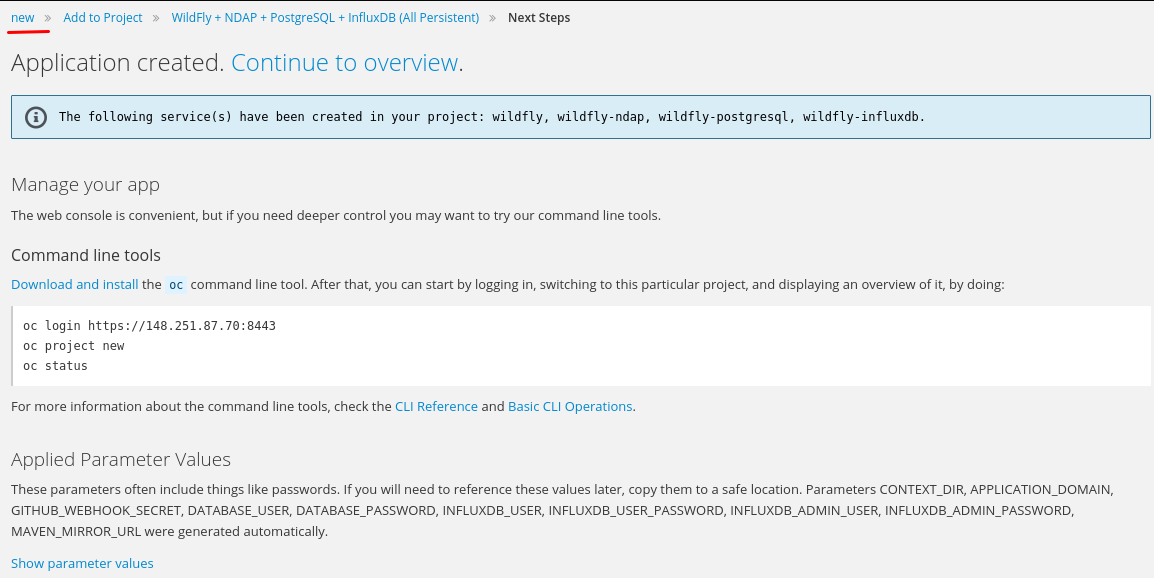 new » Add to Project » WildFly + NDAP + PostgreSQL + InfluxDB (All Persistent) » Next Steps
Application created. Continue to overview.
The following service(s) have been created in your project: wildfly, wildfly-ndap, wildfly-postgresql, wildfly-influxdb.
Manage your app
The web console is convenient, but if you need deeper control you may want to try our command line tools.
Command line tools
Download and install the oc command line tool. After that, you can start by logging in, switching to this particular project, and displaying an overview of it, by doing:
oc login https://148.251.87.70:8443
oc project new
oc status
For more information about the command line tools, check the CLI Reference and Basic CLI Operations.
Applied Parameter Values
These parameters often include things like passwords. If you will need to reference these values later, copy them to a safe location. Parameters CONTEXT_DIR, APPLICATION_DOMAIN,
GITHUB_WEBHOOK_SECRET, DATABASE_USER, DATABASE_PASSWORD, INFLUXDB_USER, INFLUXDB_USER_PASSWORD, INFLUXDB_ADMIN_USER, INFLUXDB_ADMIN_PASSWORD,
MAVEN_MIRROR_URL were generated automatically.
Show parameter values